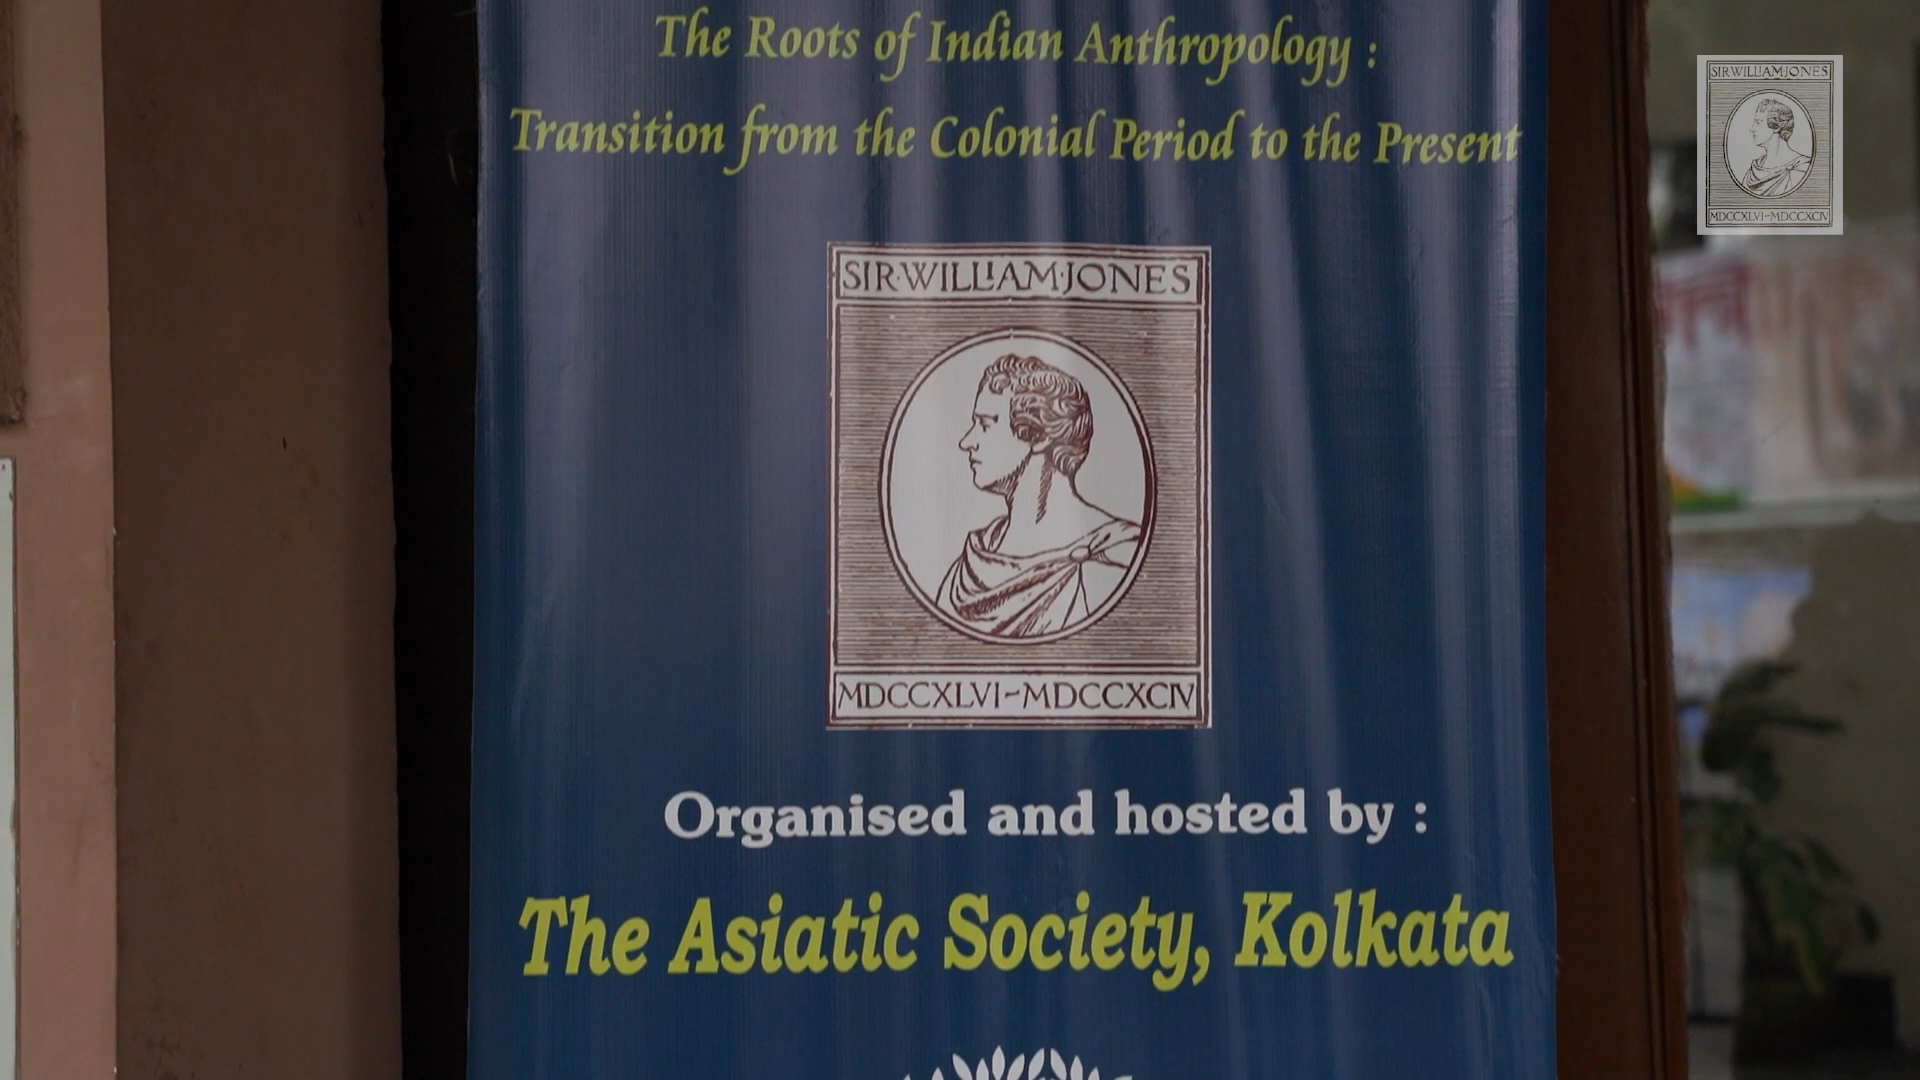 The Roots of Indian Anthropology :
Transition from the Colonial Period to the Present
SIR·WILLIAM·JONES
MDCCXLVI~MDCCXCIV
Organised and hosted by :
The Asiatic Society, Kolkata
SIR WILLIAM JONES
MDCCXLVI~MDCCXCIV